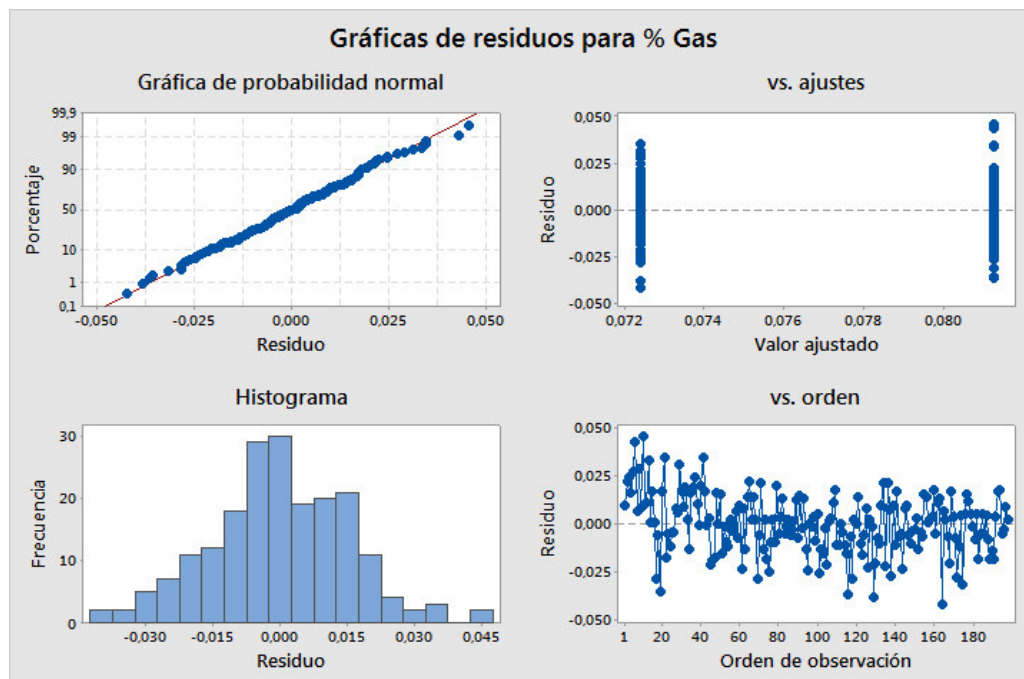 Gráficas de residuos para % Gas
Gráfica de probabilidad normal
99,9
99
90
50
10
1
0,1
Porcentaje
-0,050 -0,025 0,000 0,025 0,050
Residuo
vs. ajustes
0,050
0,025
0,000
-0,025
-0,050
Residuo
0,072 0,074 0,076 0,078 0,080
Valor ajustado
Histograma
30
20
10
0
Frecuencia
-0,030 -0,015 0,000 0,015 0,030 0,045
Residuo
vs. orden
0,050
0,025
0,000
-0,025
-0,050
Residuo
1 20 40 60 80 100 120 140 160 180
Orden de observación